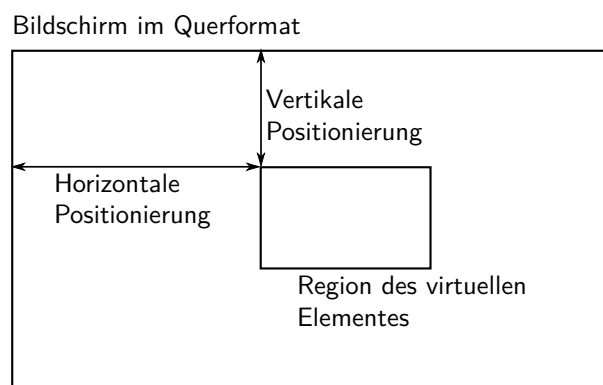 Bildschirm im Querformat
Vertikale
Positionierung
Horizontale
Positionierung
Region des virtuellen
Elementes